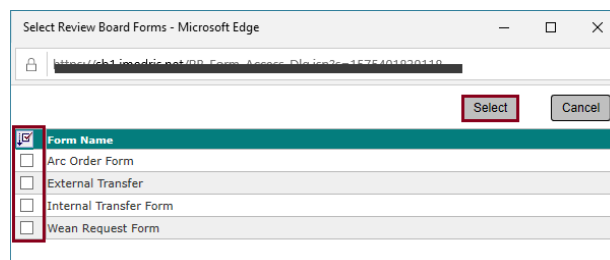 Select Review Board Forms - Microsoft Edge
Select
Cancel
Form Name
Arc Order Form
External Transfer
Internal Transfer Form
Wean Request Form